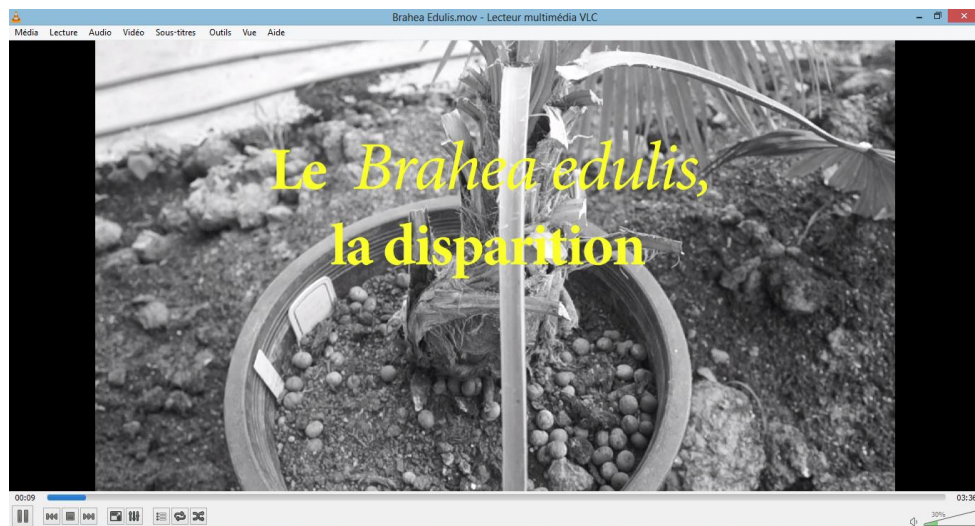 Brahea Edulis.mov - Lecteur multimédia VLC
Média Lecture Audio Vidéo Sous-titres Outils Vue Aide
Le Brahea edulis,
la disparition
00:09 03:36
30%